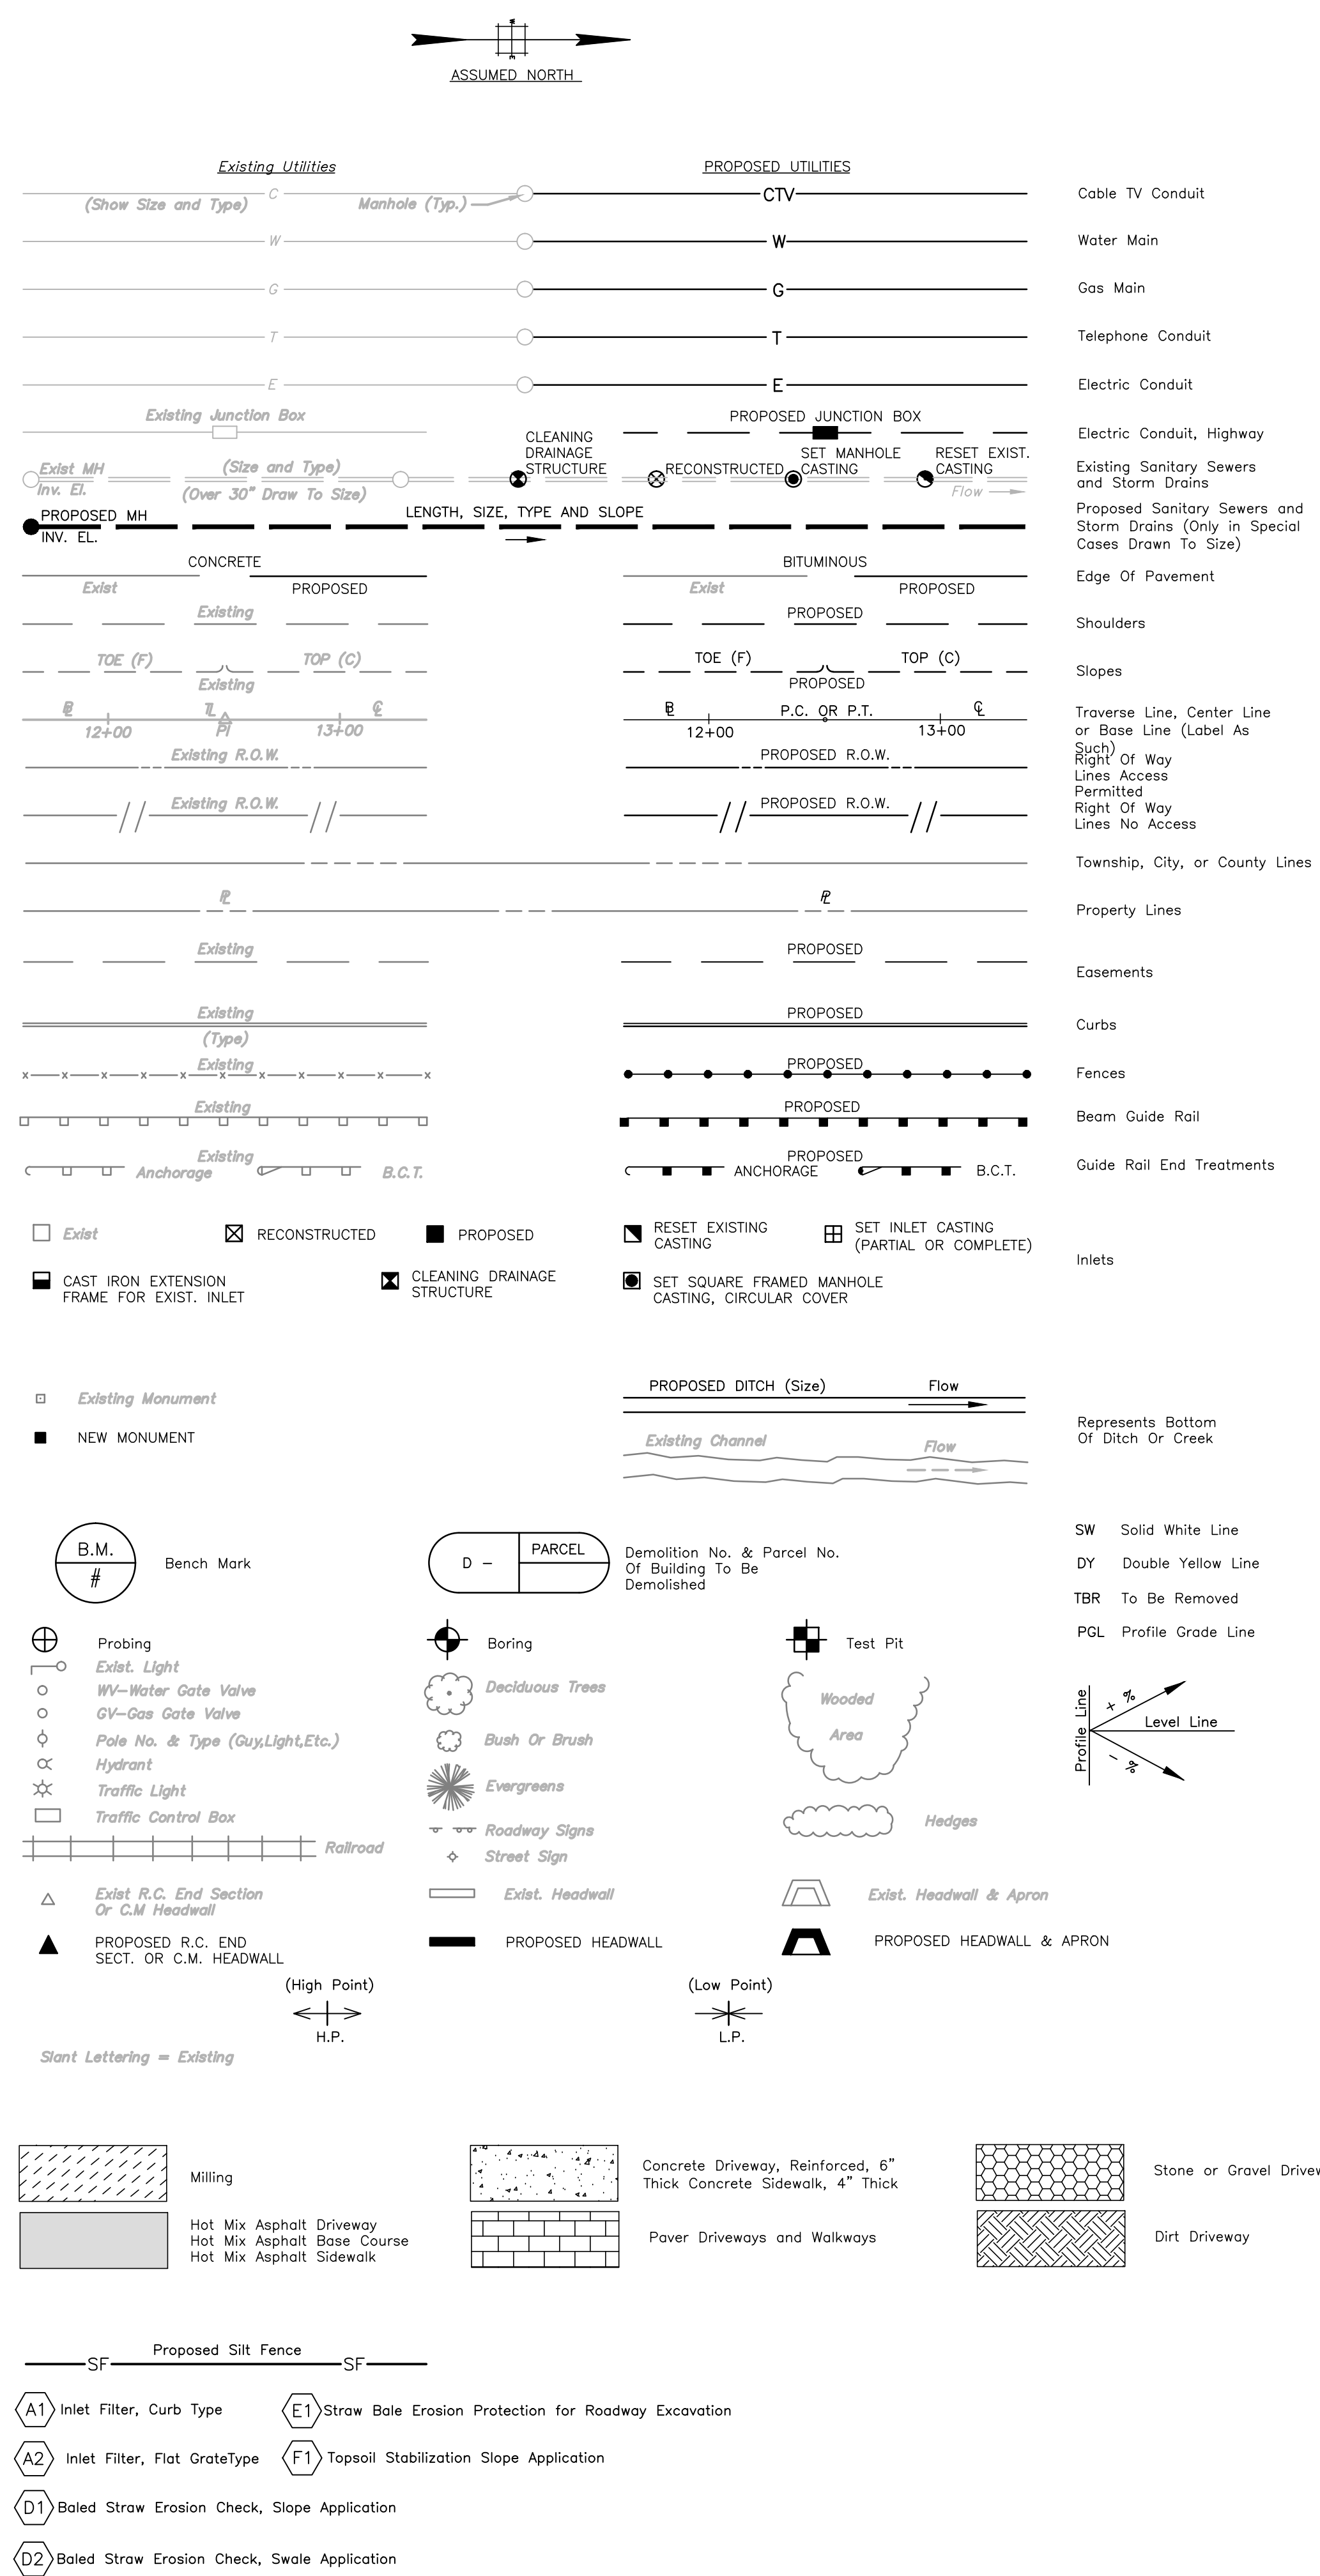 ASSUMED NORTH
Existing Utilities
PROPOSED UTILITIES
C
CTV
Cable TV Conduit
(Show Size and Type)
Manhole (Typ.)
W
W
Water Main
G
G
Gas Main
T
T
Telephone Conduit
E
E
Electric Conduit
Existing Junction Box
PROPOSED JUNCTION BOX
Electric Conduit, Highway
CLEANING
DRAINAGE
STRUCTURE
RECONSTRUCTED
SET MANHOLE
CASTING
RESET EXIST.
CASTING
Exist MH
Inv. El.
(Size and Type)
(Over 30" Draw To Size)
Flow
Existing Sanitary Sewers
and Storm Drains
PROPOSED MH
INV. EL.
LENGTH, SIZE, TYPE AND SLOPE
Proposed Sanitary Sewers and
Storm Drains (Only in Special
Cases Drawn To Size)
CONCRETE
BITUMINOUS
Exist
PROPOSED
Exist
PROPOSED
Edge Of Pavement
Existing
PROPOSED
Shoulders
TOE (F)
TOP (C)
Existing
TOE (F)
TOP (C)
PROPOSED
Slopes
BL
TL
CL
12+00
PI
13+00
BL
P.C. OR P.T.
CL
12+00
13+00
Traverse Line, Center Line
or Base Line (Label As
Such)
Existing R.O.W.
PROPOSED R.O.W.
Right Of Way
Lines Access
Permitted
Existing R.O.W.
PROPOSED R.O.W.
Right Of Way
Lines No Access
Township, City, or County Lines
PL
PL
Property Lines
Existing
PROPOSED
Easements
Existing
(Type)
PROPOSED
Curbs
Existing
PROPOSED
Fences
Existing
PROPOSED
Beam Guide Rail
Existing
Anchorage
B.C.T.
PROPOSED
ANCHORAGE
B.C.T.
Guide Rail End Treatments
Exist
RECONSTRUCTED
PROPOSED
RESET EXISTING
CASTING
SET INLET CASTING
(PARTIAL OR COMPLETE)
Inlets
CAST IRON EXTENSION
FRAME FOR EXIST. INLET
CLEANING DRAINAGE
STRUCTURE
SET SQUARE FRAMED MANHOLE
CASTING, CIRCULAR COVER
Existing Monument
NEW MONUMENT
PROPOSED DITCH (Size)
Flow
Existing Channel
Flow
Represents Bottom
Of Ditch Or Creek
B.M.
#
Bench Mark
D -
PARCEL
Demolition No. & Parcel No.
Of Building To Be
Demolished
SW Solid White Line
DY Double Yellow Line
TBR To Be Removed
PGL Profile Grade Line
Probing
Boring
Test Pit
Exist. Light
WV-Water Gate Valve
GV-Gas Gate Valve
Pole No. & Type (Guy,Light,Etc.)
Hydrant
Traffic Light
Traffic Control Box
Railroad
Deciduous Trees
Bush Or Brush
Evergreens
Roadway Signs
Street Sign
Wooded
Area
Hedges
Profile Line
+ %
Level Line
- %
Exist R.C. End Section
Or C.M Headwall
Exist. Headwall
Exist. Headwall & Apron
PROPOSED R.C. END
SECT. OR C.M. HEADWALL
PROPOSED HEADWALL
PROPOSED HEADWALL & APRON
(High Point)
H.P.
(Low Point)
L.P.
Slant Lettering = Existing
Milling
Concrete Driveway, Reinforced, 6"
Thick Concrete Sidewalk, 4" Thick
Stone or Gravel
Hot Mix Asphalt Driveway
Hot Mix Asphalt Base Course
Hot Mix Asphalt Sidewalk
Paver Driveways and Walkways
Dirt Driveway
Proposed Silt Fence
SF
SF
A1 Inlet Filter, Curb Type
E1 Straw Bale Erosion Protection for Roadway Excavation
A2 Inlet Filter, Flat GrateType
F1 Topsoil Stabilization Slope Application
D1 Baled Straw Erosion Check, Slope Application
D2 Baled Straw Erosion Check, Swale Application